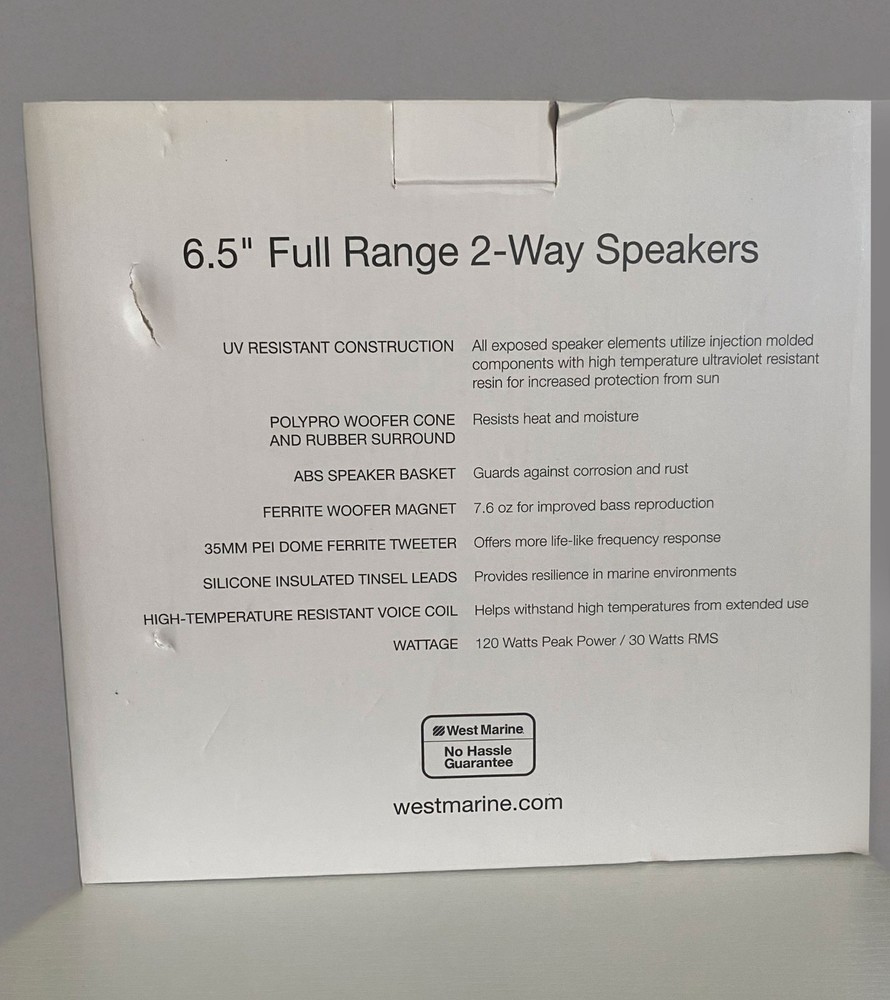 6.5" Full Range 2-Way Speakers
UV RESISTANT CONSTRUCTION All exposed speaker elements utilize injection molded
components with high temperature ultraviolet resistant
resin for increased protection from sun
POLYPRO WOOFER CONE Resists heat and moisture
AND RUBBER SURROUND
ABS SPEAKER BASKET Guards against corrosion and rust
FERRITE WOOFER MAGNET 7.6 oz for improved bass reproduction
35MM PEI DOME FERRITE TWEETER Offers more life-like frequency response
SILICONE INSULATED TINSEL LEADS Provides resilience in marine environments
HIGH-TEMPERATURE RESISTANT VOICE COIL Helps withstand high temperatures from extended use
WATTAGE 120 Watts Peak Power / 30 Watts RMS
West Marine
No Hassle
Guarantee
westmarine.com